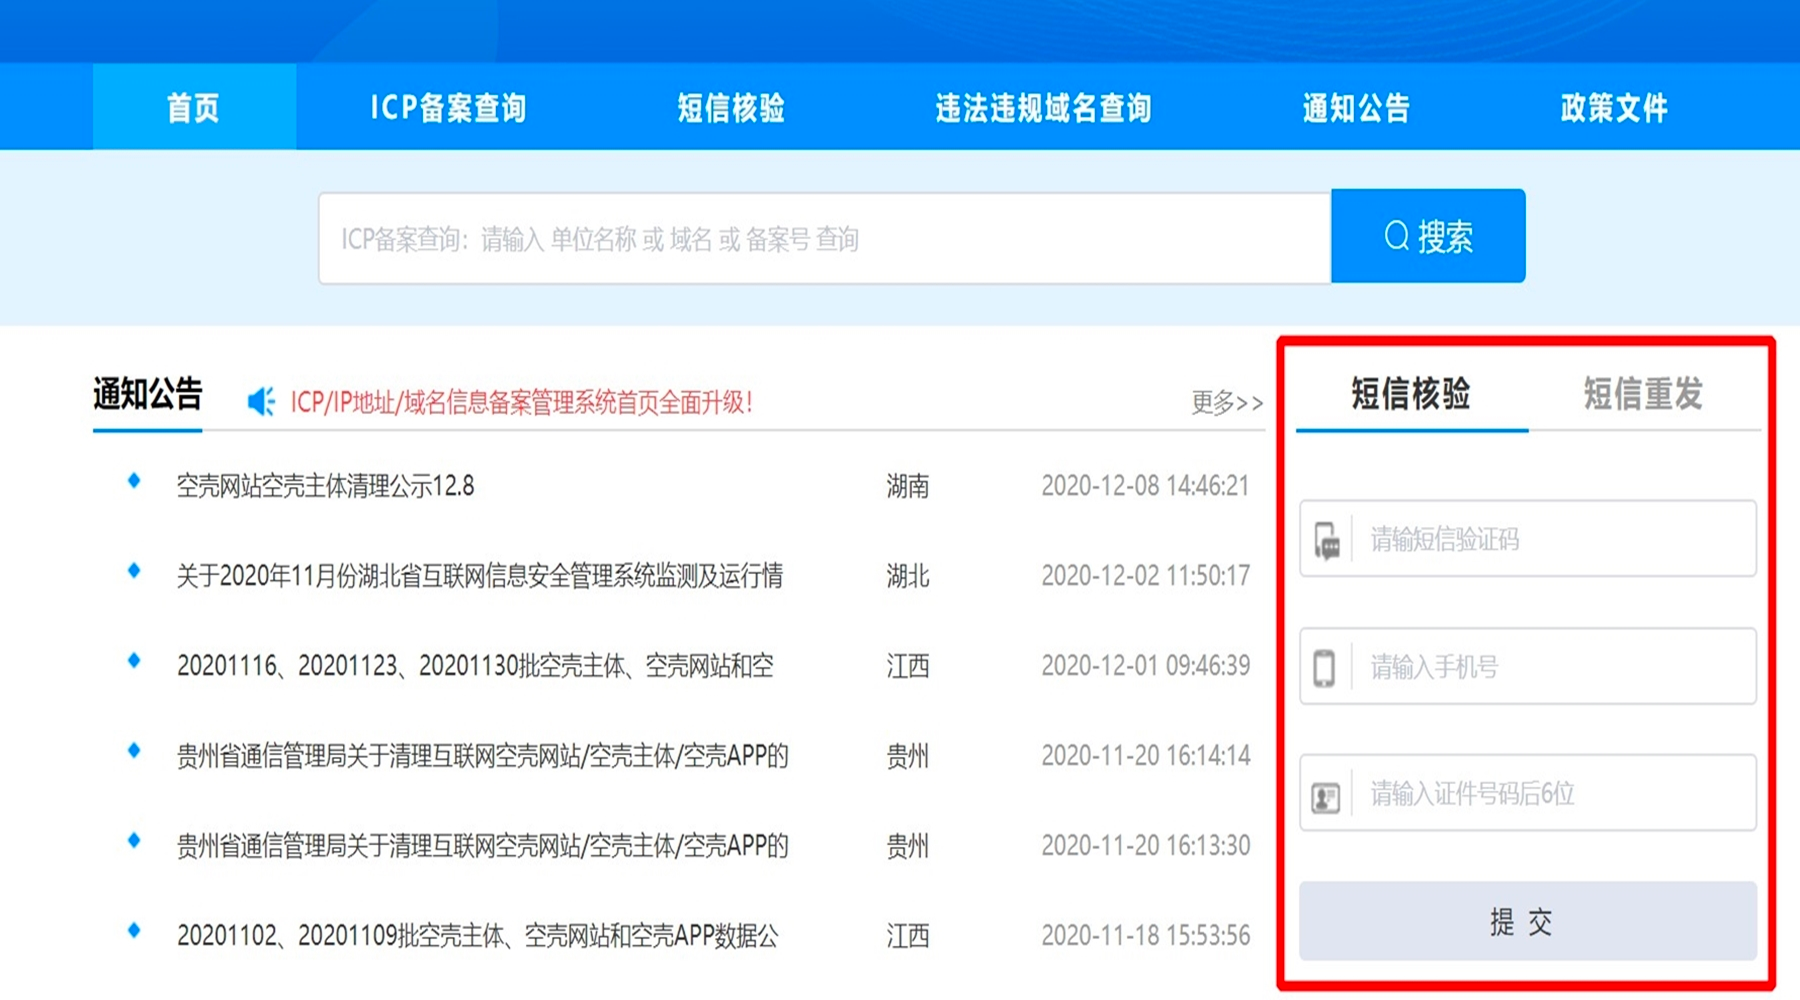 首页 ICP备案查询 短信核验 违法违规域名查询 通知公告 政策文件
ICP备案查询：请输入 单位名称 或 域名 或 备案号 查询 搜索
通知公告 ICP/IP地址/域名信息备案管理系统首页全面升级！ 更多>>
空壳网站空壳主体清理公示12.8 湖南 2020-12-08 14:46:21
关于2020年11月份湖北省互联网信息安全管理系统监测及运行情 湖北 2020-12-02 11:50:17
20201116、20201123、20201130批空壳主体、空壳网站和空 江西 2020-12-01 09:46:39
贵州省通信管理局关于清理互联网空壳网站/空壳主体/空壳APP的 贵州 2020-11-20 16:14:14
贵州省通信管理局关于清理互联网空壳网站/空壳主体/空壳APP的 贵州 2020-11-20 16:13:30
20201102、20201109批空壳主体、空壳网站和空壳APP数据公 江西 2020-11-18 15:53:56
短信核验 短信重发
请输短信验证码
请输入手机号
请输入证件号码后6位
提 交